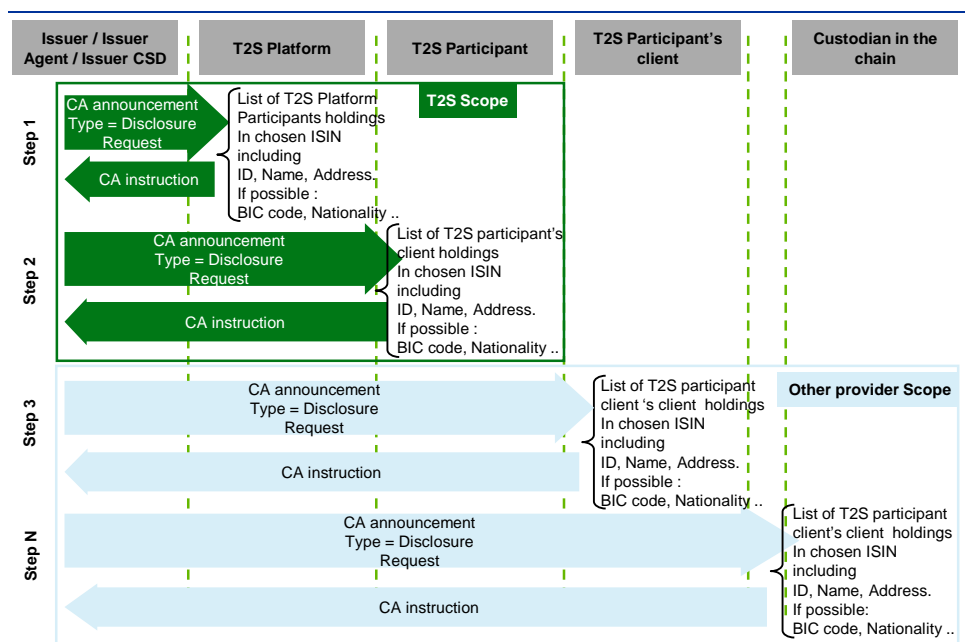 Issuer / Issuer
Agent / Issuer CSD
T2S Platform
T2S Participant
T2S Participant's
client
Custodian in the
chain
Step 1
CA announcement
Type = Disclosure
Request
CA instruction
List of T2S Platform
Participants holdings
In chosen ISIN
including
ID, Name, Address.
If possible :
BIC code, Nationality ..
T2S Scope
Step 2
CA announcement
Type = Disclosure
Request
CA instruction
List of T2S participant's
client holdings
In chosen ISIN
including
ID, Name, Address.
If possible :
BIC code, Nationality ..
Step 3
CA announcement
Type = Disclosure
Request
CA instruction
List of T2S participant
client 's client holdings
In chosen ISIN
including
ID, Name, Address.
If possible :
BIC code, Nationality ..
Other provider Scope
Step N
CA announcement
Type = Disclosure
Request
CA instruction
List of T2S participant
client's client holdings
In chosen ISIN
including
ID, Name, Address.
If possible:
BIC code, Nationality ..